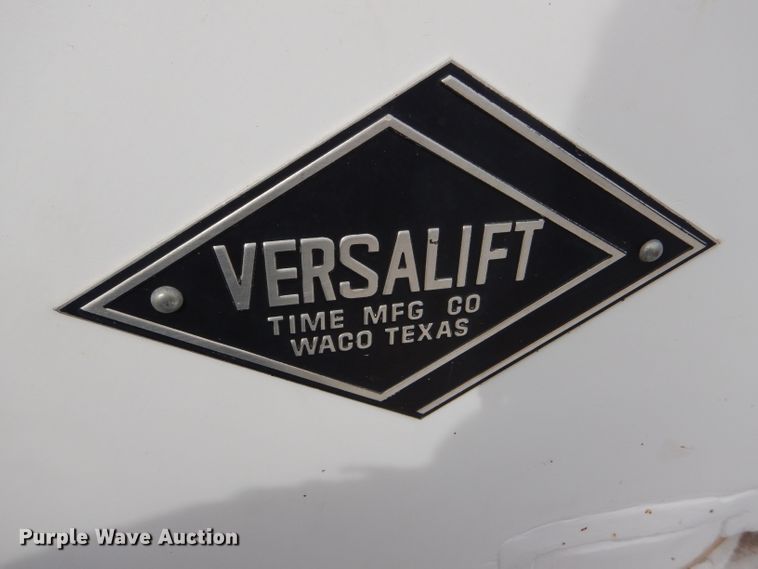 VERSALIFT
TIME MFG CO
WACO TEXAS
Purple Wave Auction